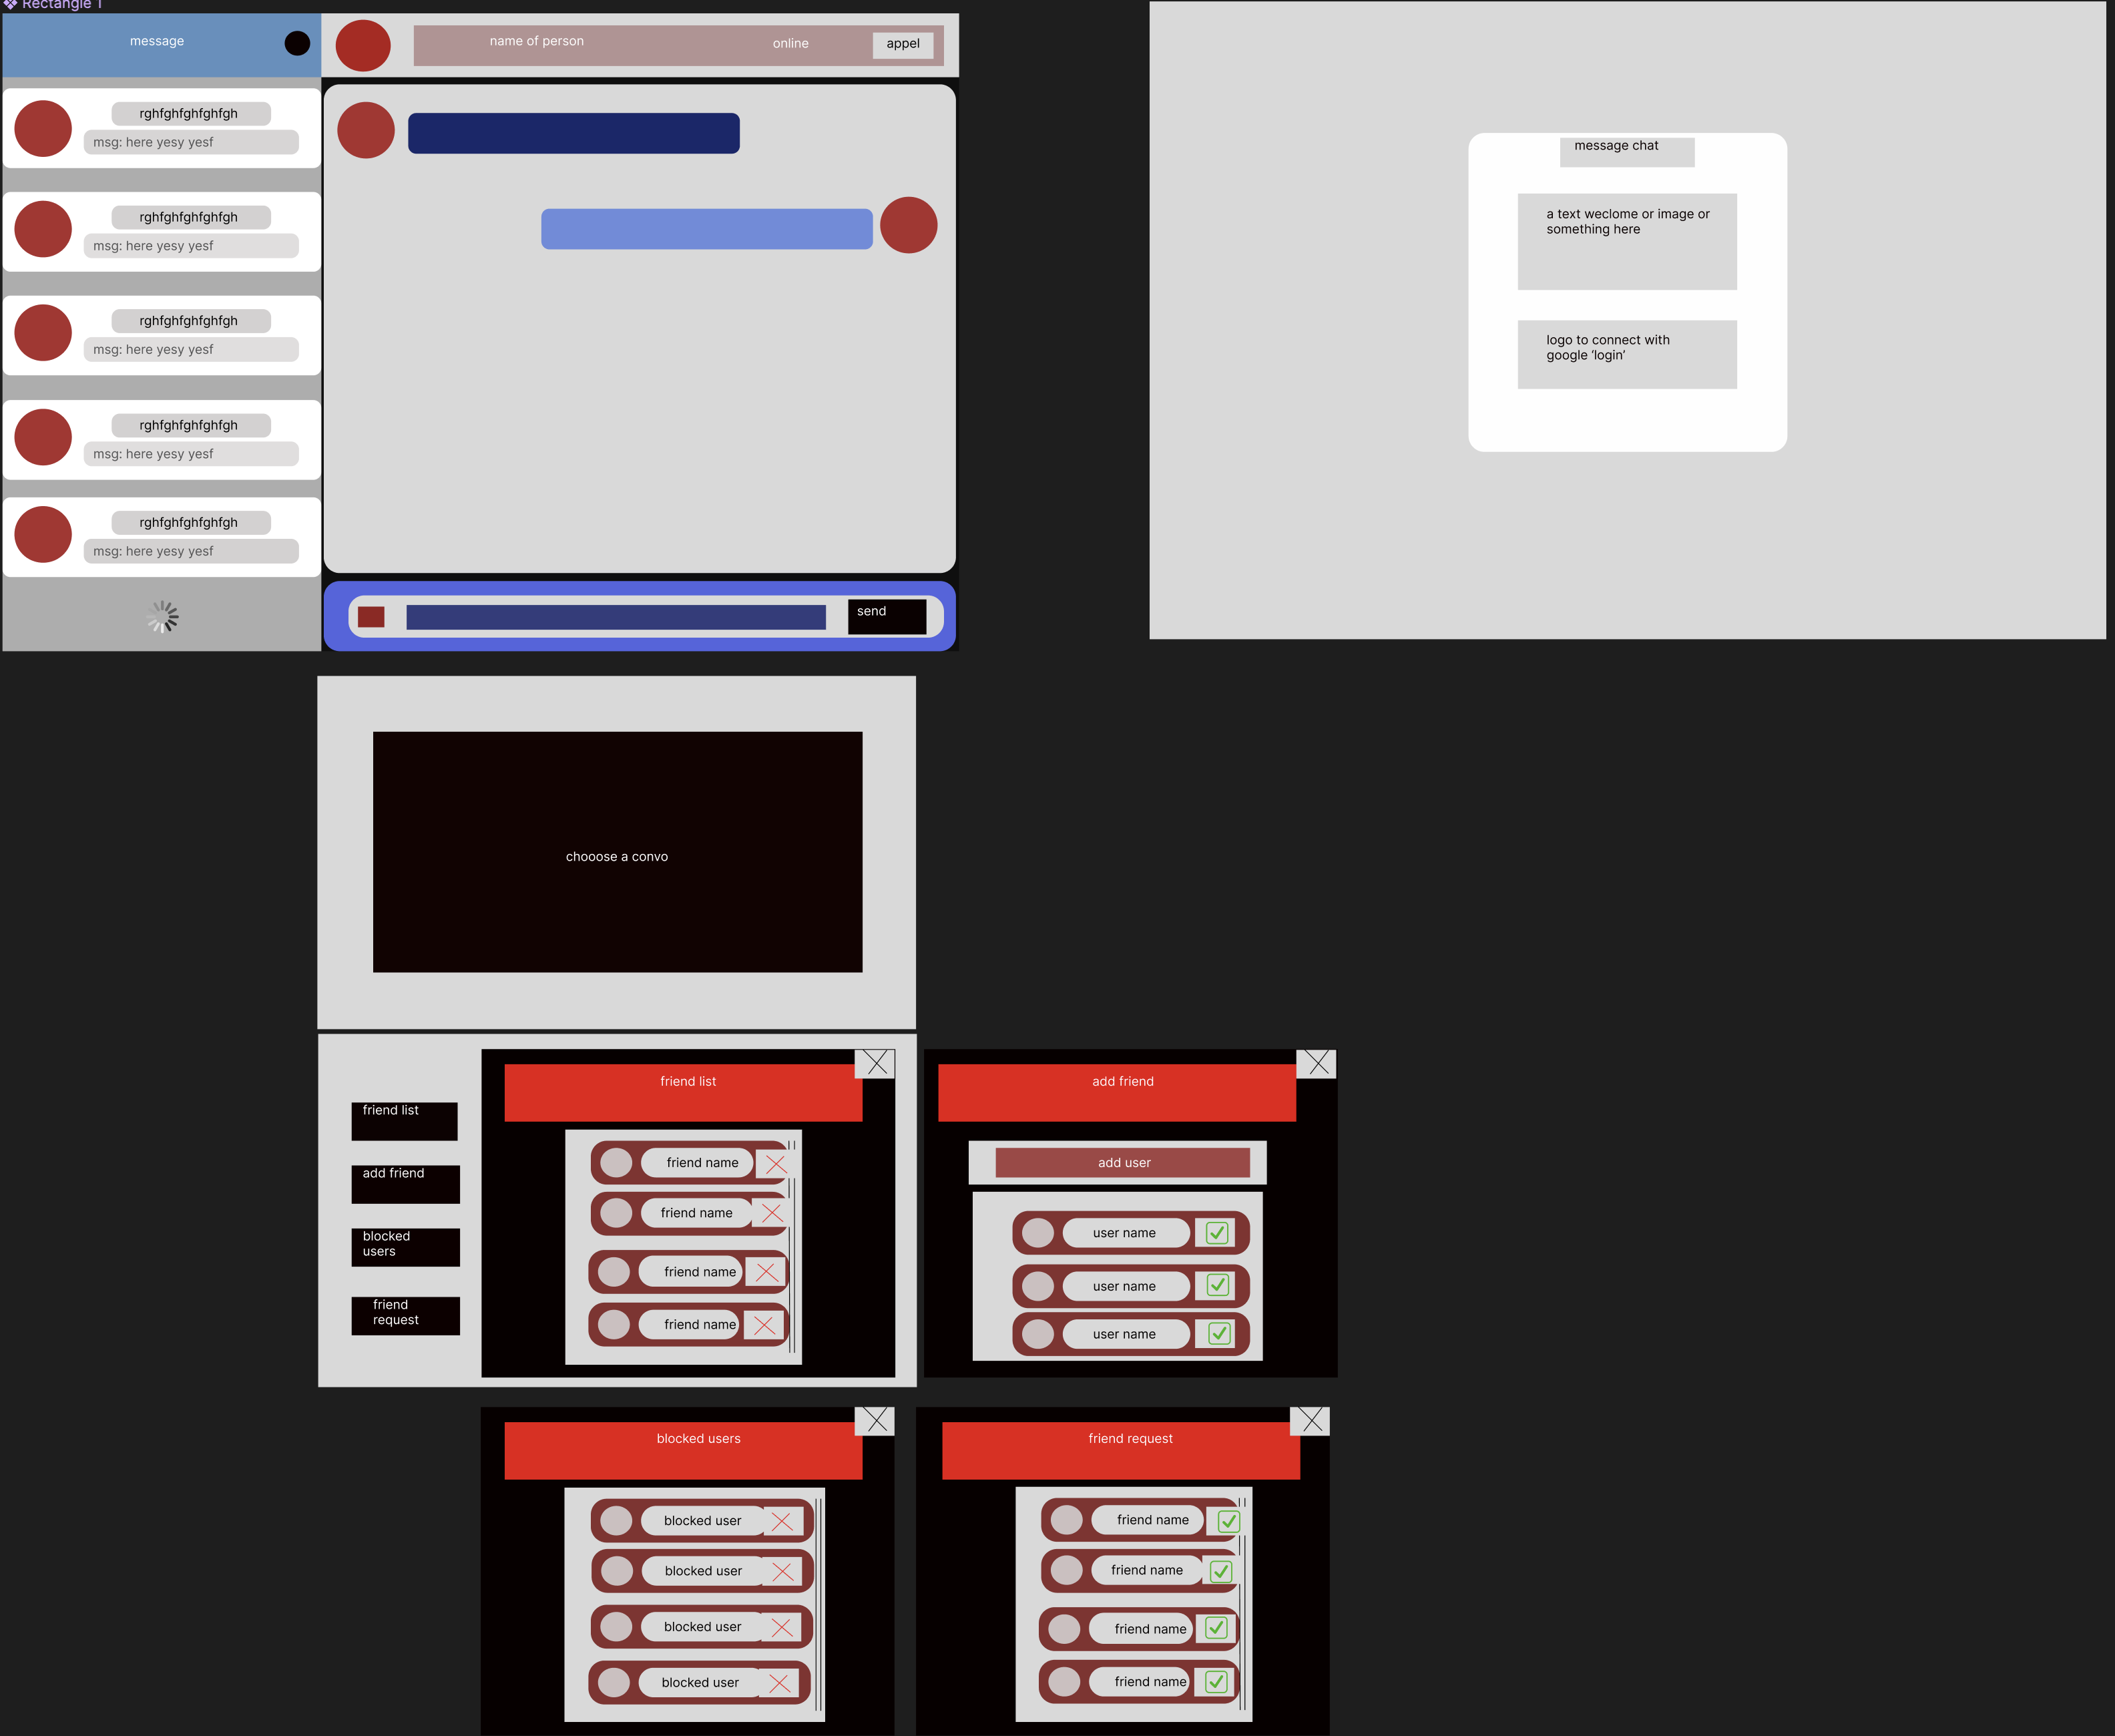 Rectangle 1
message
name of person
online
appel
rghfghfghfghfgh
msg: here yesy yesf
rghfghfghfghfgh
msg: here yesy yesf
rghfghfghfghfgh
msg: here yesy yesf
rghfghfghfghfgh
msg: here yesy yesf
rghfghfghfghfgh
msg: here yesy yesf
send
message chat
a text weclome or image or
something here
logo to connect with
google ‘login’
chooose a convo
friend list
add friend
blocked
users
friend
request
friend list
friend name
friend name
friend name
friend name
add friend
add user
user name
user name
user name
blocked users
blocked user
blocked user
blocked user
blocked user
friend request
friend name
friend name
friend name
friend name